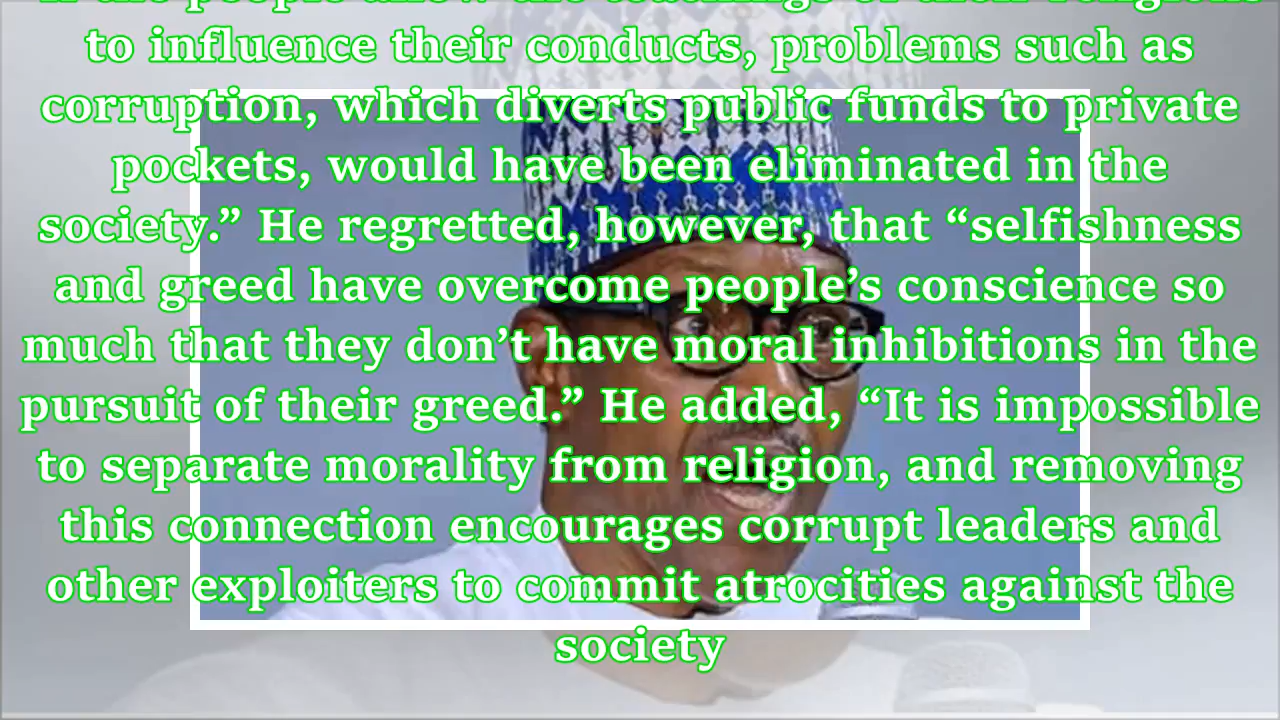 to influence their conducts, problems such as
corruption, which diverts public funds to private
pockets, would have been eliminated in the
society.” He regretted, however, that “selfishness
and greed have overcome people’s conscience so
much that they don’t have moral inhibitions in the
pursuit of their greed.” He added, “It is impossible
to separate morality from religion, and removing
this connection encourages corrupt leaders and
other exploiters to commit atrocities against the
society